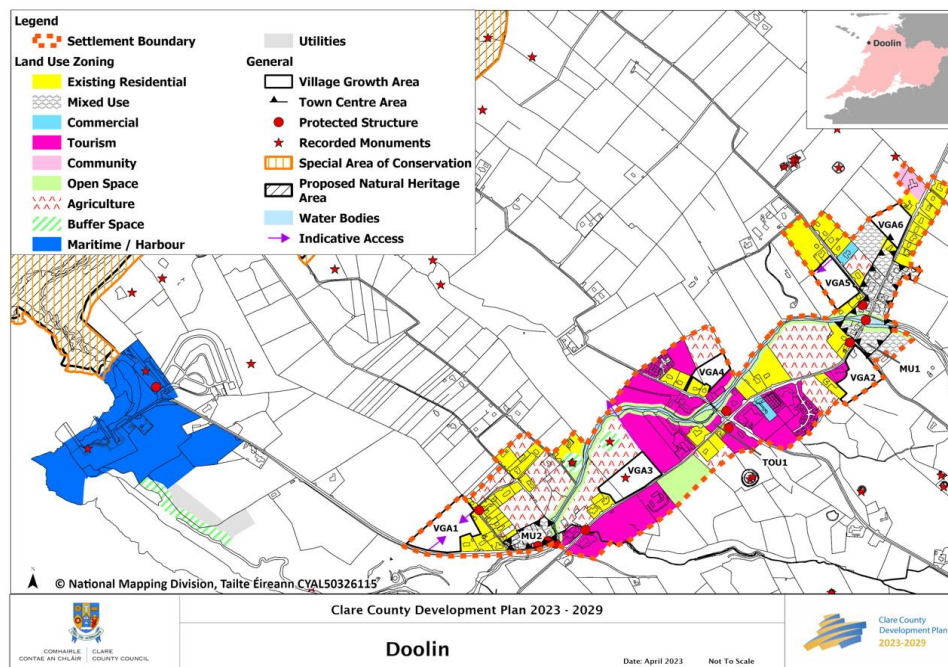 Legend
Settlement Boundary
Land Use Zoning
Existing Residential
Mixed Use
Commercial
Tourism
Community
Open Space
Agriculture
Buffer Space
Maritime / Harbour
Utilities
General
Village Growth Area
Town Centre Area
Protected Structure
Recorded Monuments
Special Area of Conservation
Proposed Natural Heritage
Area
Water Bodies
Indicative Access
Doolin
VGA6
VGA5
MU1
VGA2
VGA4
TOU1
VGA3
VGA1
MU2
N
© National Mapping Division, Tailte Éireann CYAL50326115
COMHAIRLE
CONTAE AN CHLÁIR
CLARE
COUNTY COUNCIL
Clare County Development Plan 2023 - 2029
Doolin
Date: April 2023
Not To Scale
Clare County
Development Plan
2023-2029